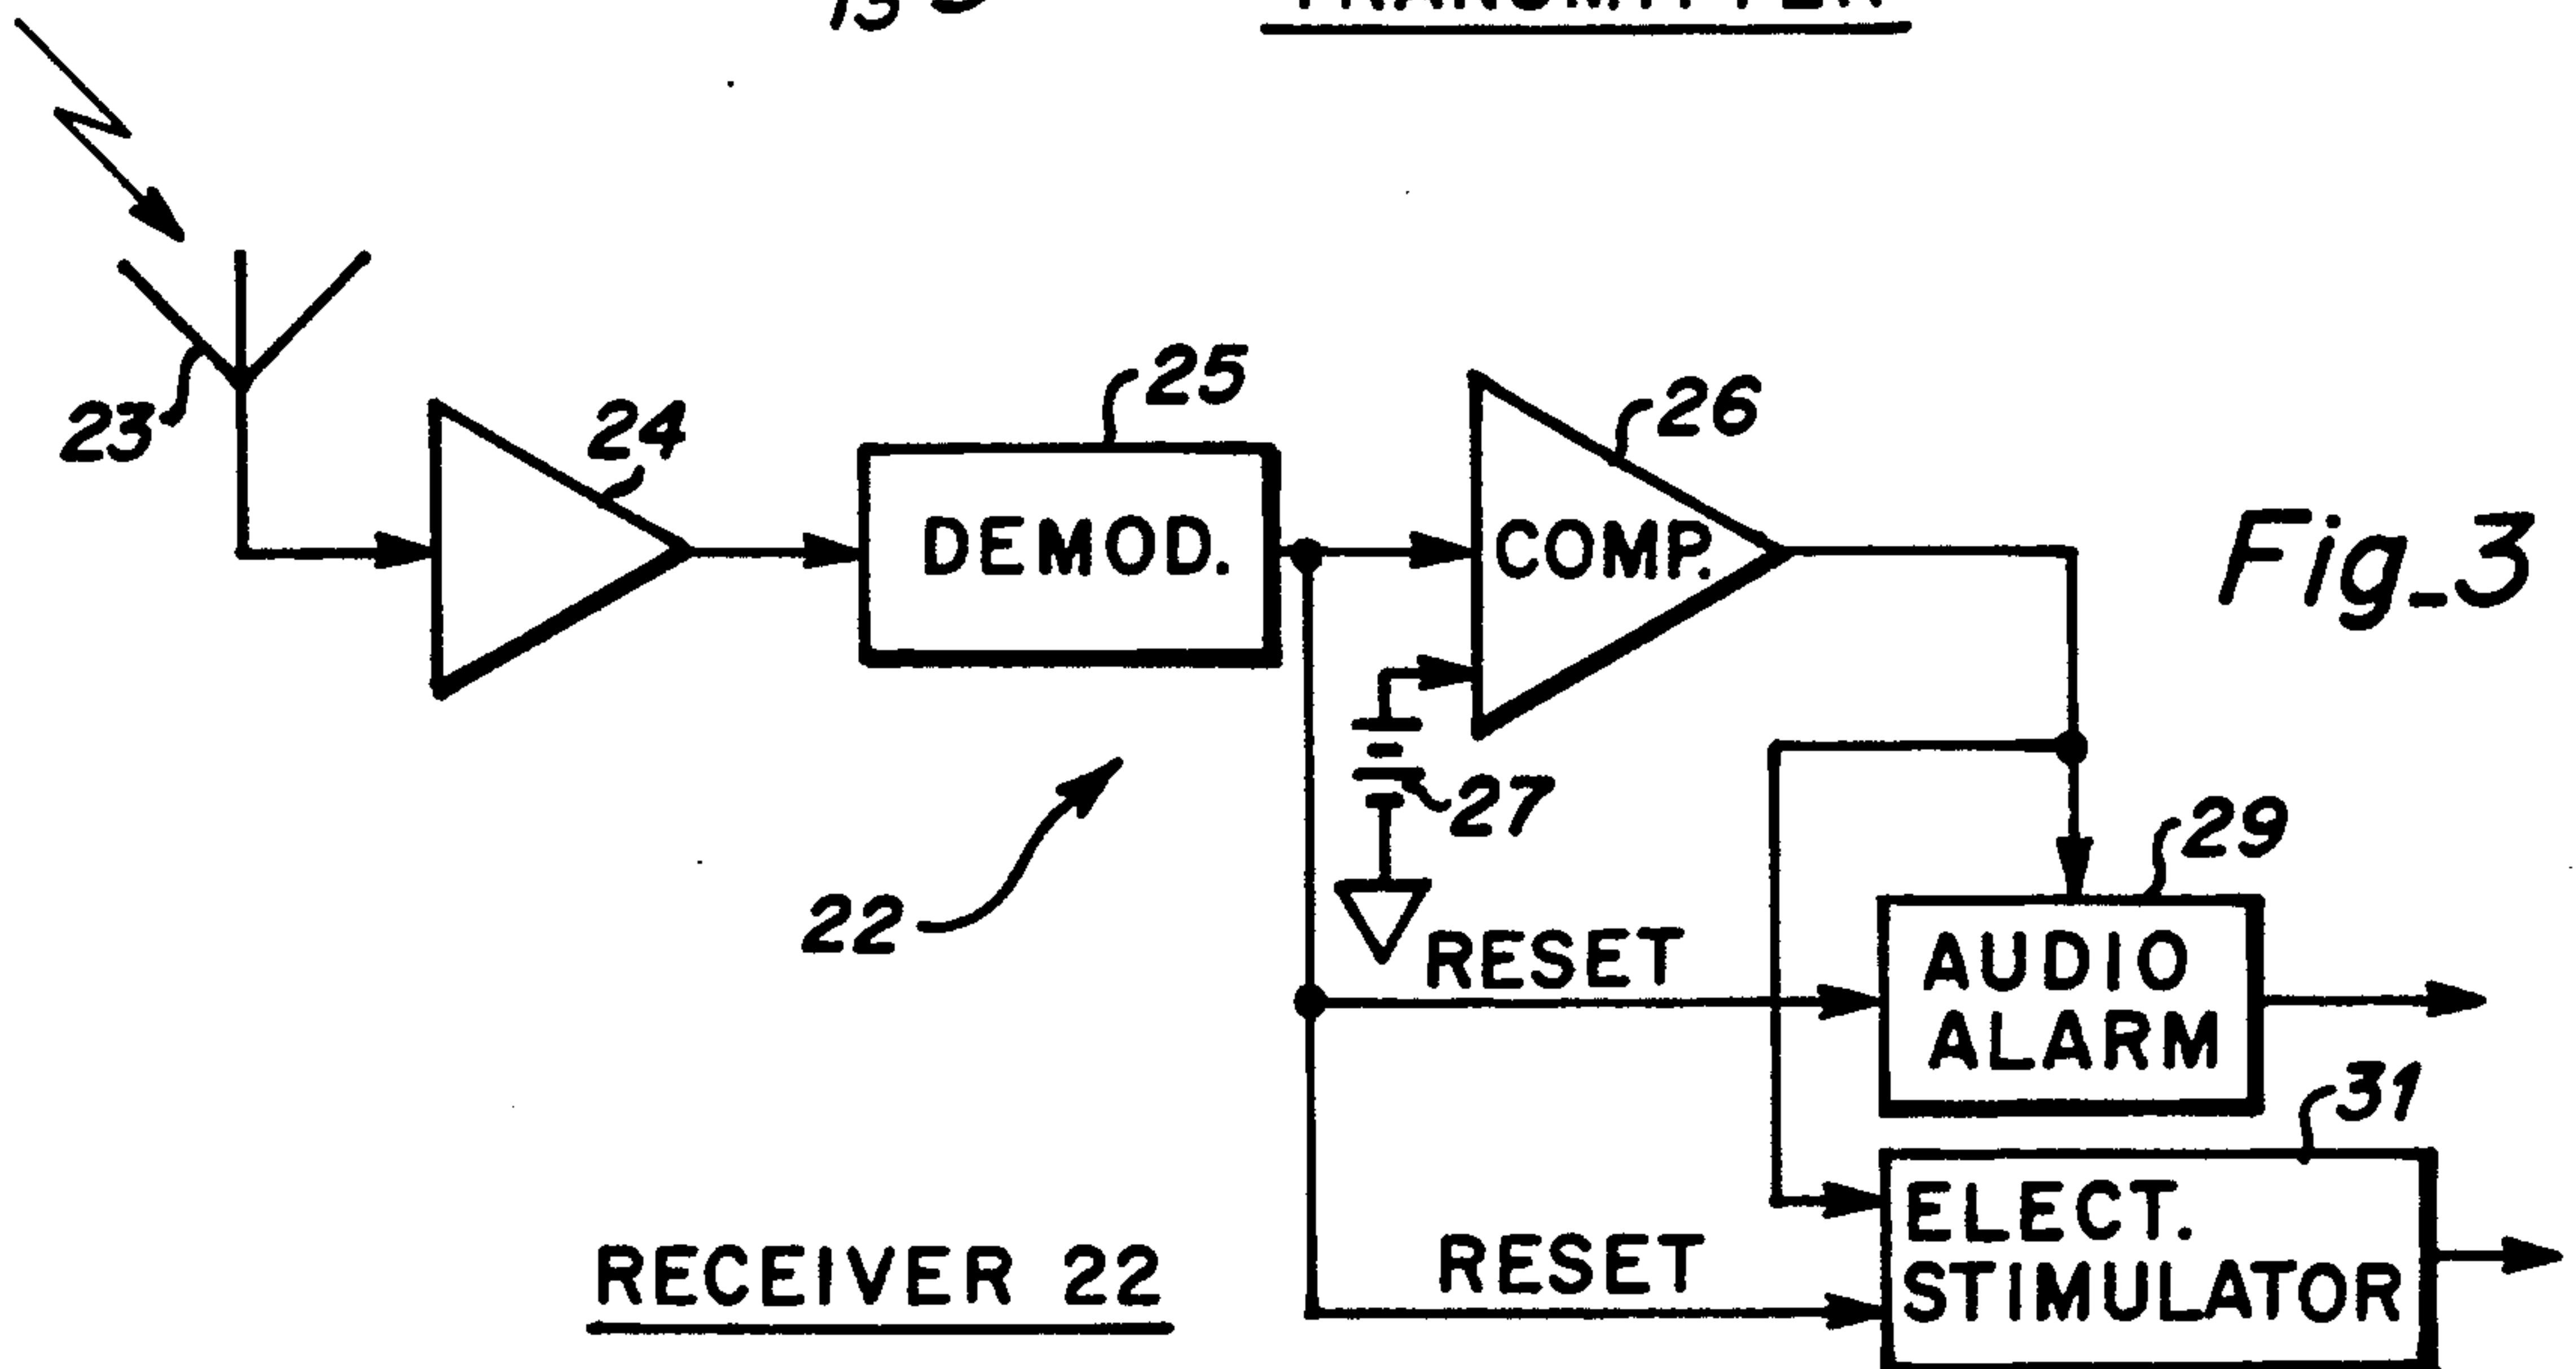 13
TRANSMITTER
23
24
25
DEMOD.
26
COMP.
Fig_3
27
22
29
RESET
AUDIO
ALARM
31
RESET
ELECT.
STIMULATOR
RECEIVER 22